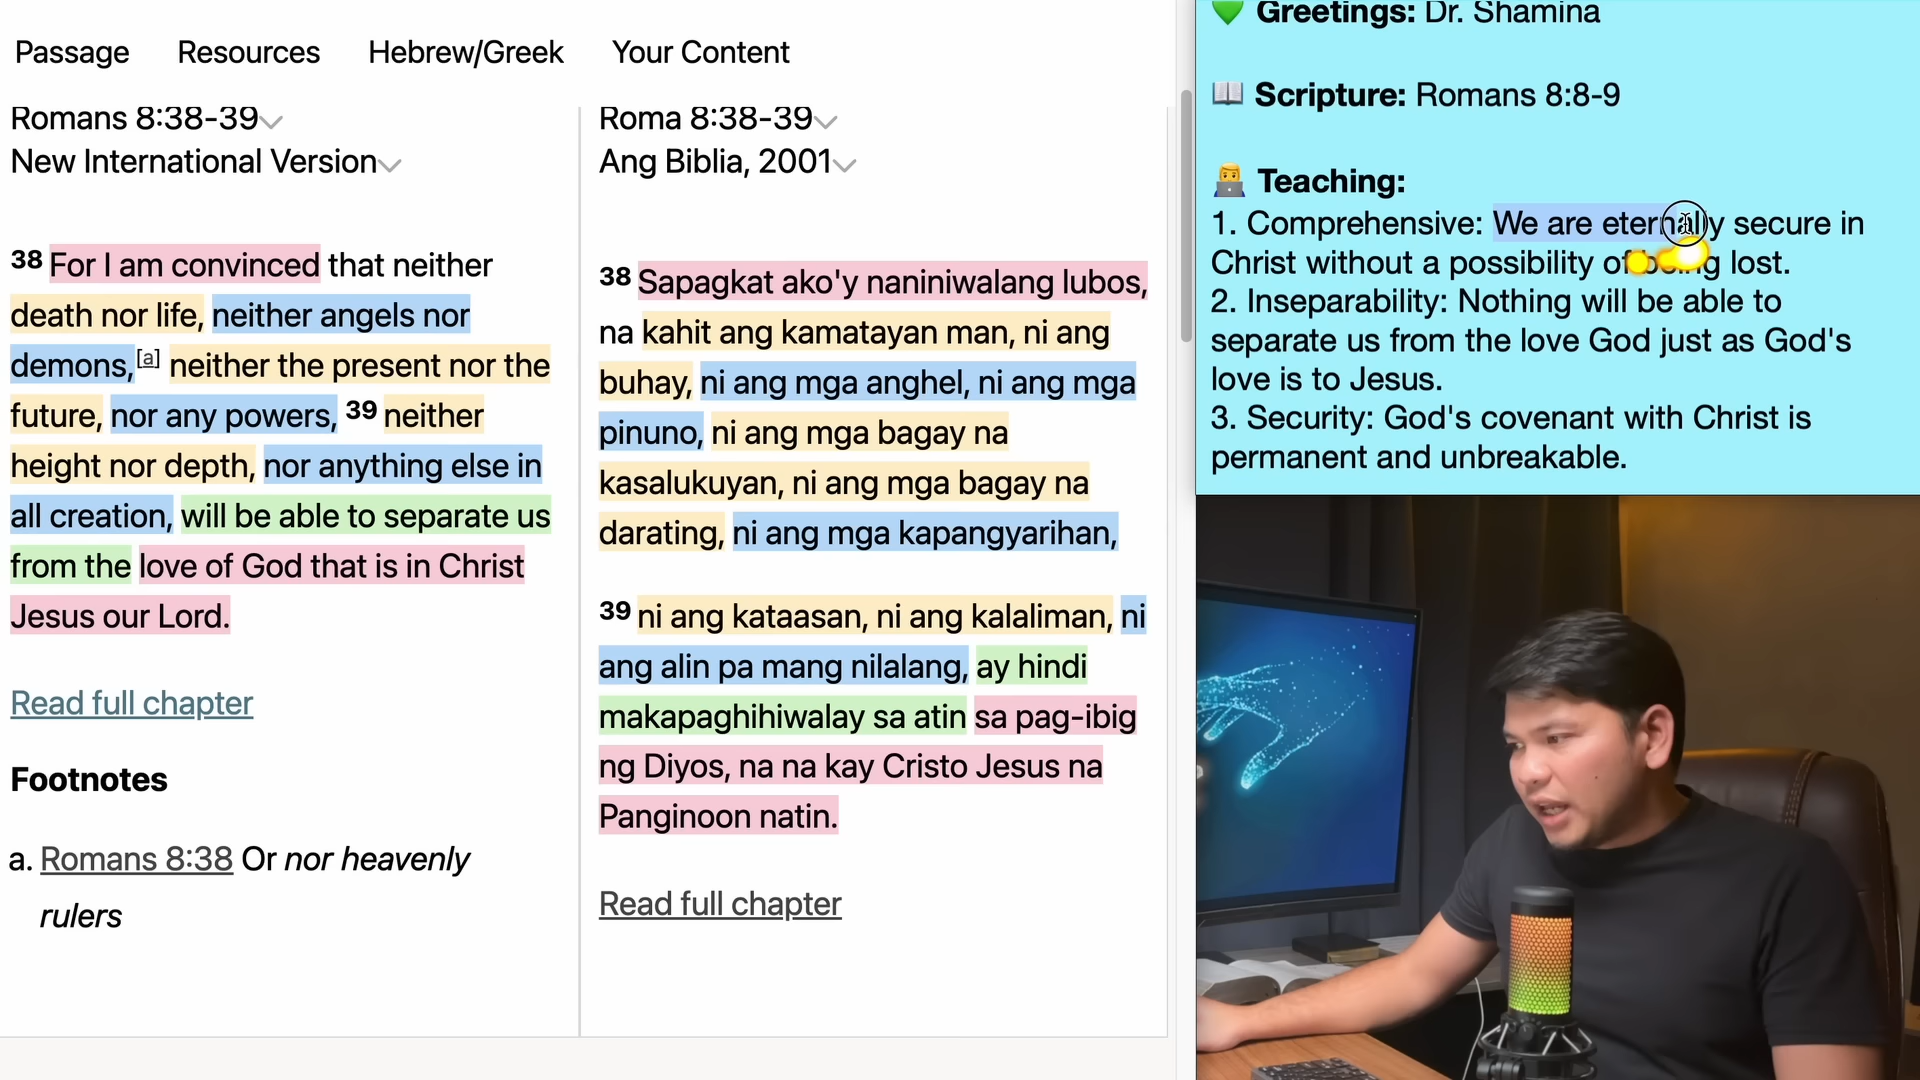 Passage Resources Hebrew/Greek Your Content
Romans 8:38-39
New International Version
38 For I am convinced that neither
death nor life, neither angels nor
demons,[a] neither the present nor the
future, nor any powers, 39 neither
height nor depth, nor anything else in
all creation, will be able to separate us
from the love of God that is in Christ
Jesus our Lord.
Read full chapter
Footnotes
a. Romans 8:38 Or nor heavenly
rulers
Roma 8:38-39
Ang Biblia, 2001
38 Sapagkat ako'y naniniwalang lubos,
na kahit ang kamatayan man, ni ang
buhay, ni ang mga anghel, ni ang mga
pinuno, ni ang mga bagay na
kasalukuyan, ni ang mga bagay na
darating, ni ang mga kapangyarihan,
39 ni ang kataasan, ni ang kalaliman, ni
ang alin pa mang nilalang, ay hindi
makapaghihiwalay sa atin sa pag-ibig
ng Diyos, na na kay Cristo Jesus na
Panginoon natin.
Read full chapter
Greetings: Dr. Shamina
Scripture: Romans 8:8-9
Teaching:
1. Comprehensive: We are eternally secure in
Christ without a possibility of being lost.
2. Inseparability: Nothing will be able to
separate us from the love God just as God's
love is to Jesus.
3. Security: God's covenant with Christ is
permanent and unbreakable.